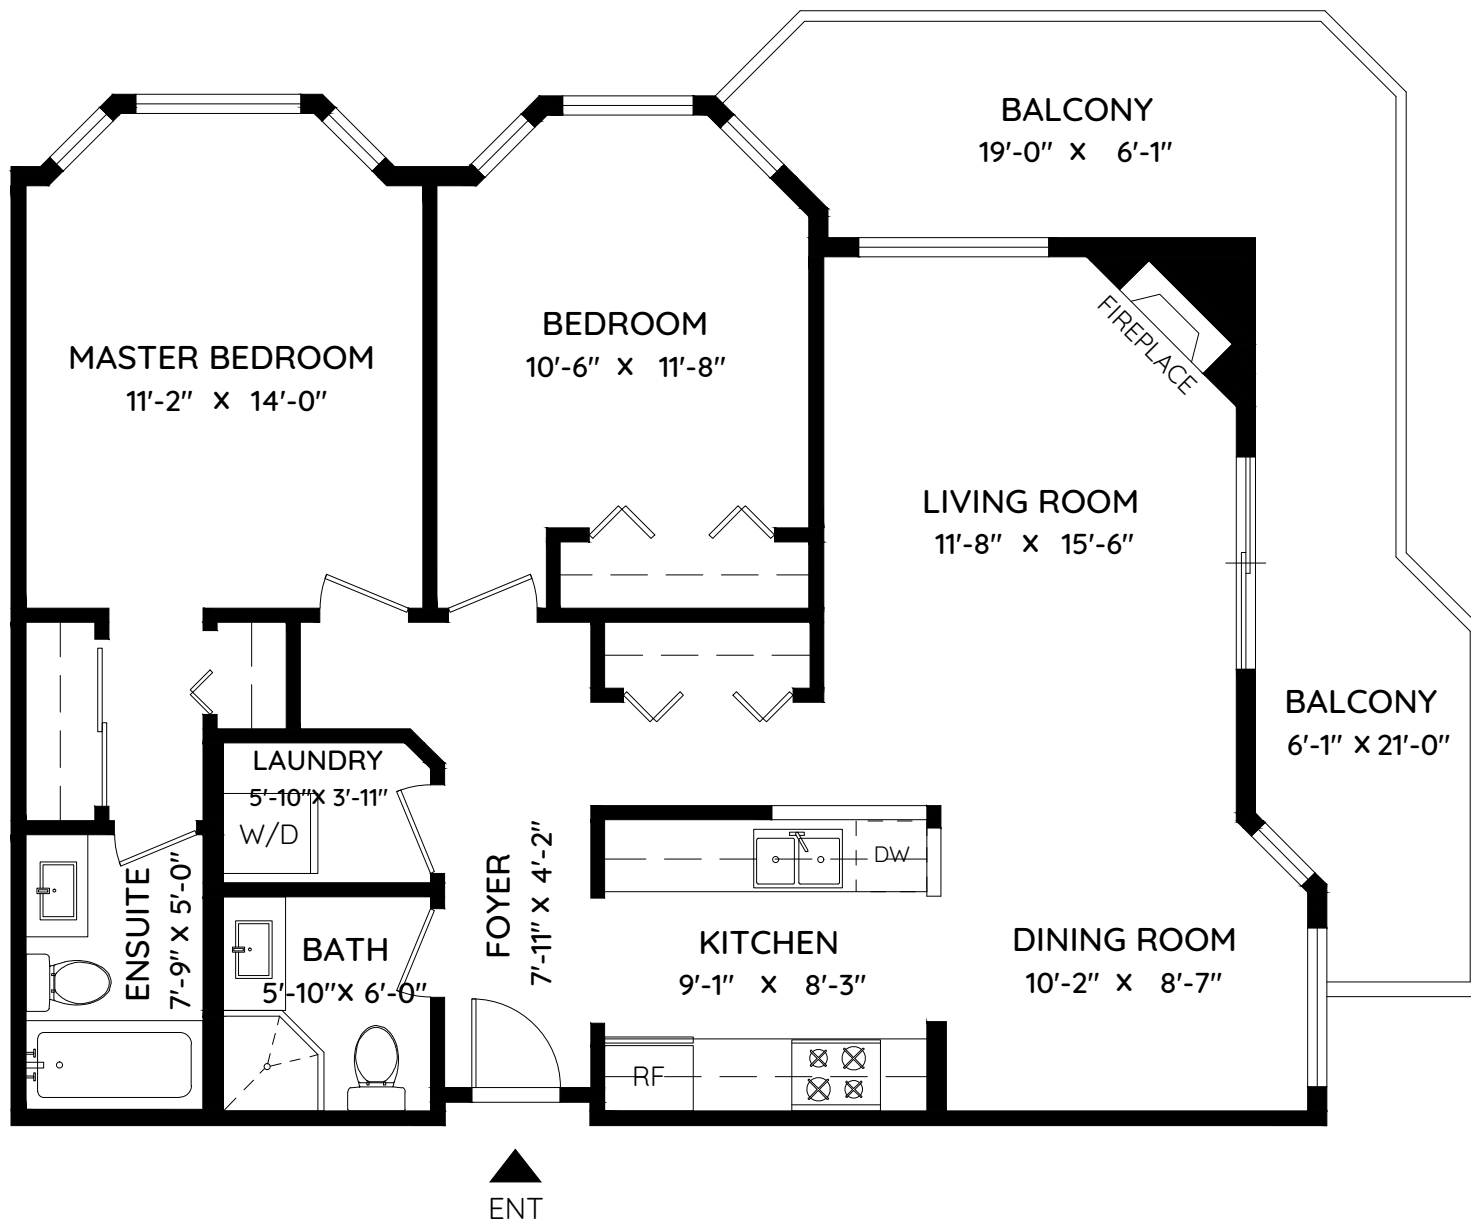 BALCONY
19'-0" X 6'-1"
BEDROOM
10'-6" X 11'-8"
MASTER BEDROOM
11'-2" X 14'-0"
FIREPLACE
LIVING ROOM
11'-8" X 15'-6"
BALCONY
6'-1" X 21'-0"
LAUNDRY
5'-10" X 3'-11"
W/D
DW
ENSUITE
7'-9" X 5'-0"
BATH
5'-10" X 6'-0"
FOYER
7'-11" X 4'-2"
KITCHEN
9'-1" X 8'-3"
DINING ROOM
10'-2" X 8'-7"
RF
ENT